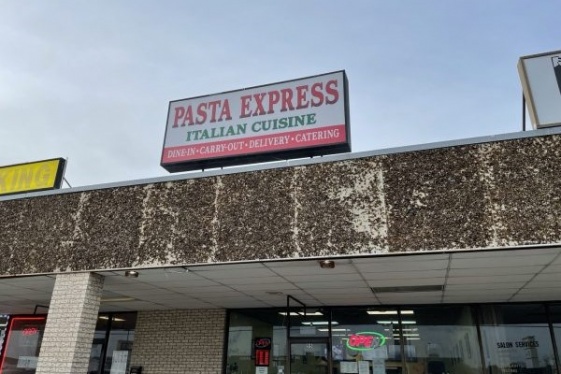 PASTA EXPRESS
ITALIAN CUISINE
DINE-IN • CARRY-OUT • DELIVERY • CATERING
KING
OPEN
SALON SERVICES